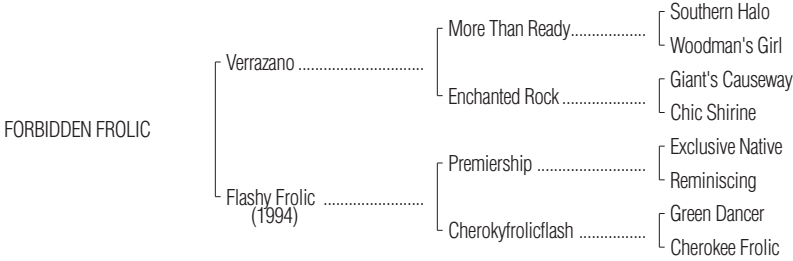 Southern Halo
More Than Ready..................
Woodman's Girl
Verrazano ..............................
Giant's Causeway
Enchanted Rock ....................
Chic Shirine
FORBIDDEN FROLIC
Exclusive Native
Premiership ..........................
Reminiscing
Flashy Frolic ........................
(1994)
Green Dancer
Cherokyfrolicflash ................
Cherokee Frolic